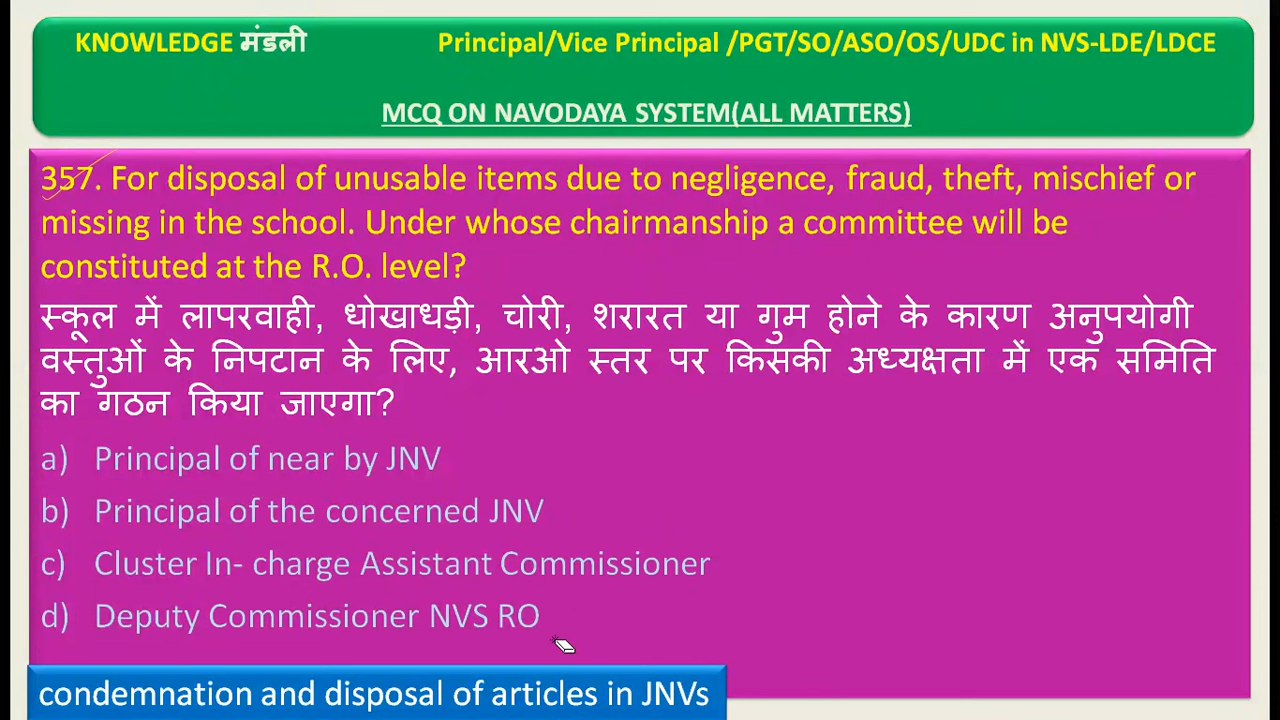 KNOWLEDGE मंडली Principal/Vice Principal /PGT/SO/ASO/OS/UDC in NVS-LDE/LDCE
MCQ ON NAVODAYA SYSTEM(ALL MATTERS)
357. For disposal of unusable items due to negligence, fraud, theft, mischief or
missing in the school. Under whose chairmanship a committee will be
constituted at the R.O. level?
स्कूल में लापरवाही, धोखाधड़ी, चोरी, शरारत या गुम होने के कारण अनुपयोगी
वस्तुओं के निपटान के लिए, आरओ स्तर पर किसकी अध्यक्षता में एक समिति
का गठन किया जाएगा?
a) Principal of near by JNV
b) Principal of the concerned JNV
c) Cluster In- charge Assistant Commissioner
d) Deputy Commissioner NVS RO
condemnation and disposal of articles in JNVs